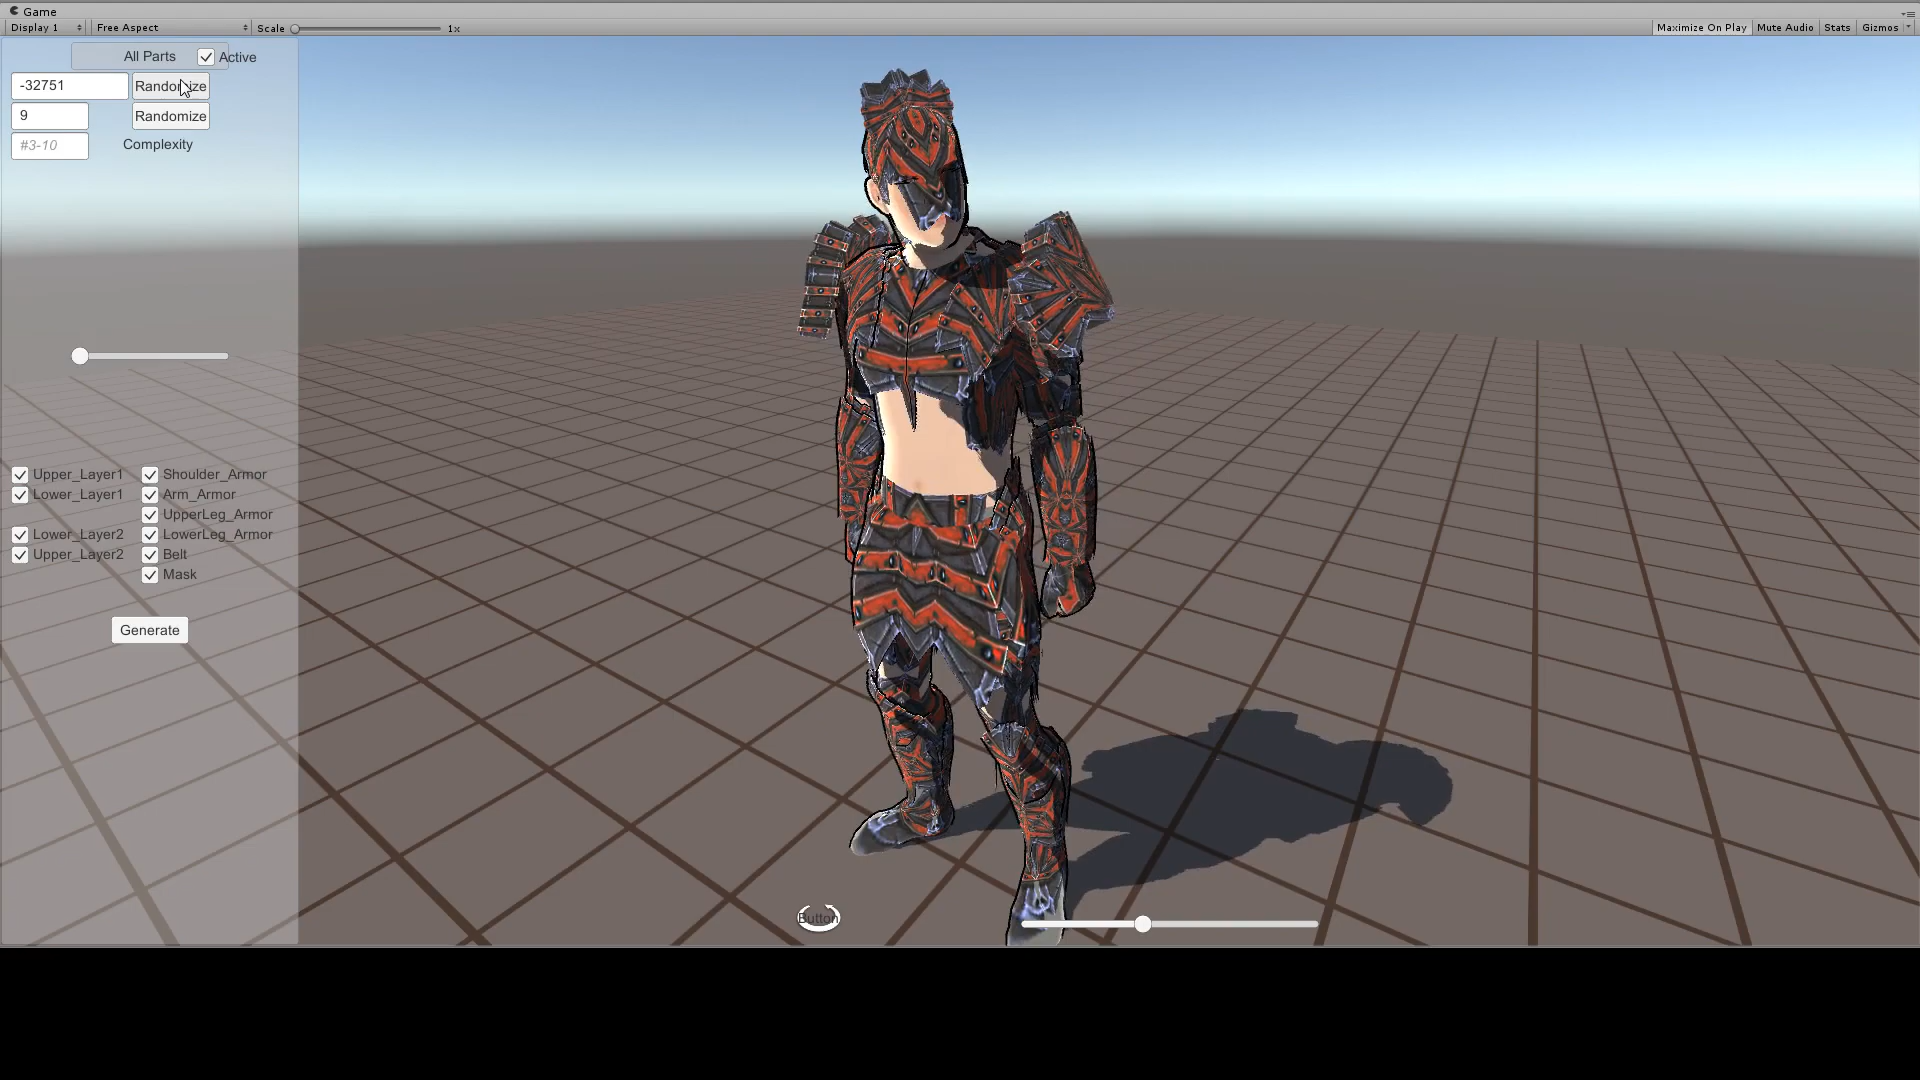 Game
Display 1 Free Aspect Scale 1x Maximize On Play Mute Audio Stats Gizmos
All Parts Active
-32751 Randomize
9 Randomize
#3-10 Complexity
Upper_Layer1 Shoulder_Armor
Lower_Layer1 Arm_Armor
UpperLeg_Armor
Lower_Layer2 LowerLeg_Armor
Upper_Layer2 Belt
Mask
Generate
Button